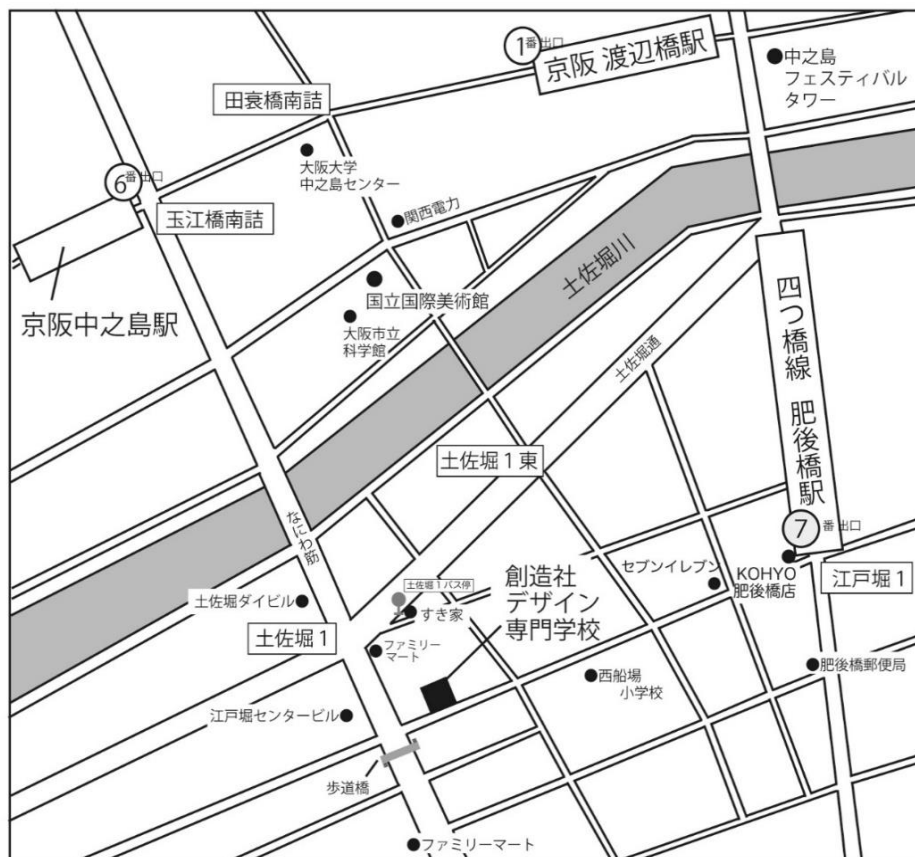 1番出口
京阪 渡辺橋駅
中之島
フェスティバル
タワー
田衰橋南詰
大阪大学
中之島センター
6番出口
玉江橋南詰
関西電力
京阪中之島駅
国立国際美術館
大阪市立
科学館
土佐堀川
土佐堀通
四つ橋線 肥後橋駅
土佐堀1東
なにわ筋
7番出口
セブンイレブン
KOHYO
肥後橋店
江戸堀1
土佐堀1バス停
すき家
創造社
デザイン
専門学校
土佐堀ダイビル
土佐堀1
ファミリー
マート
西船場
小学校
肥後橋郵便局
江戸堀センタービル
歩道橋
ファミリーマート